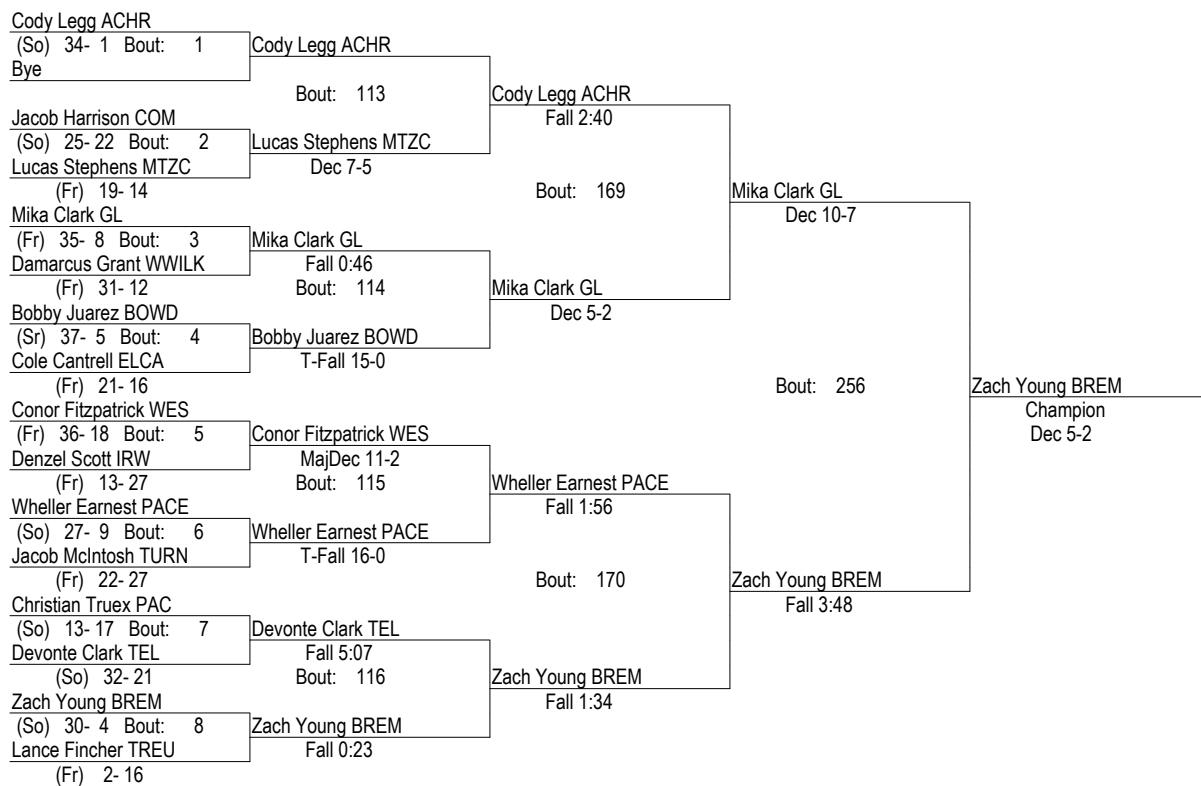 Cody Legg ACHR
(So) 34- 1 Bout: 1
Bye
Jacob Harrison COM
(So) 25- 22 Bout: 2
Lucas Stephens MTZC
(Fr) 19- 14
Mika Clark GL
(Fr) 35- 8 Bout: 3
Damarcus Grant WWILK
(Fr) 31- 12
Bobby Juarez BOWD
(Sr) 37- 5 Bout: 4
Cole Cantrell ELCA
(Fr) 21- 16
Conor Fitzpatrick WES
(Fr) 36- 18 Bout: 5
Denzel Scott IRW
(Fr) 13- 27
Wheller Earnest PACE
(So) 27- 9 Bout: 6
Jacob McIntosh TURN
(Fr) 22- 27
Christian Truex PAC
(So) 13- 17 Bout: 7
Devonte Clark TEL
(So) 32- 21
Zach Young BREM
(So) 30- 4 Bout: 8
Lance Fincher TREU
(Fr) 2- 16
Cody Legg ACHR
Bout: 113
Lucas Stephens MTZC
Dec 7-5
Mika Clark GL
Fall 0:46
Bout: 114
Bobby Juarez BOWD
T-Fall 15-0
Conor Fitzpatrick WES
MajDec 11-2
Bout: 115
Wheller Earnest PACE
T-Fall 16-0
Devonte Clark TEL
Fall 5:07
Bout: 116
Zach Young BREM
Fall 0:23
Cody Legg ACHR
Fall 2:40
Bout: 169
Mika Clark GL
Dec 5-2
Wheller Earnest PACE
Fall 1:56
Bout: 170
Zach Young BREM
Fall 1:34
Mika Clark GL
Dec 10-7
Bout: 256
Zach Young BREM
Fall 3:48
Zach Young BREM
Champion
Dec 5-2